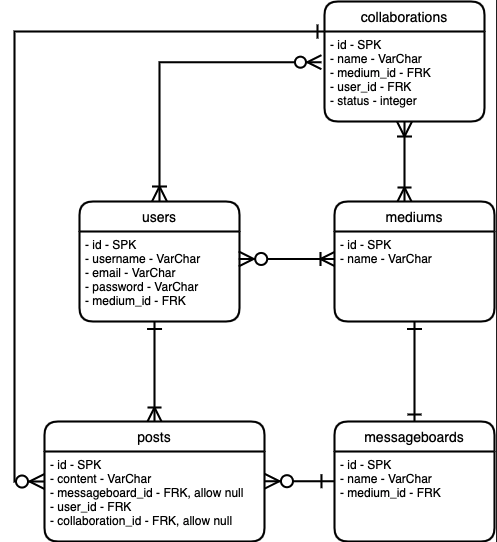 collaborations
- id - SPK
- name - VarChar
- medium_id - FRK
- user_id - FRK
- status - integer
users
- id - SPK
- username - VarChar
- email - VarChar
- password - VarChar
- medium_id - FRK
mediums
- id - SPK
- name - VarChar
posts
- id - SPK
- content - VarChar
- messageboard_id - FRK, allow null
- user_id - FRK
- collaboration_id - FRK, allow null
messageboards
- id - SPK
- name - VarChar
- medium_id - FRK